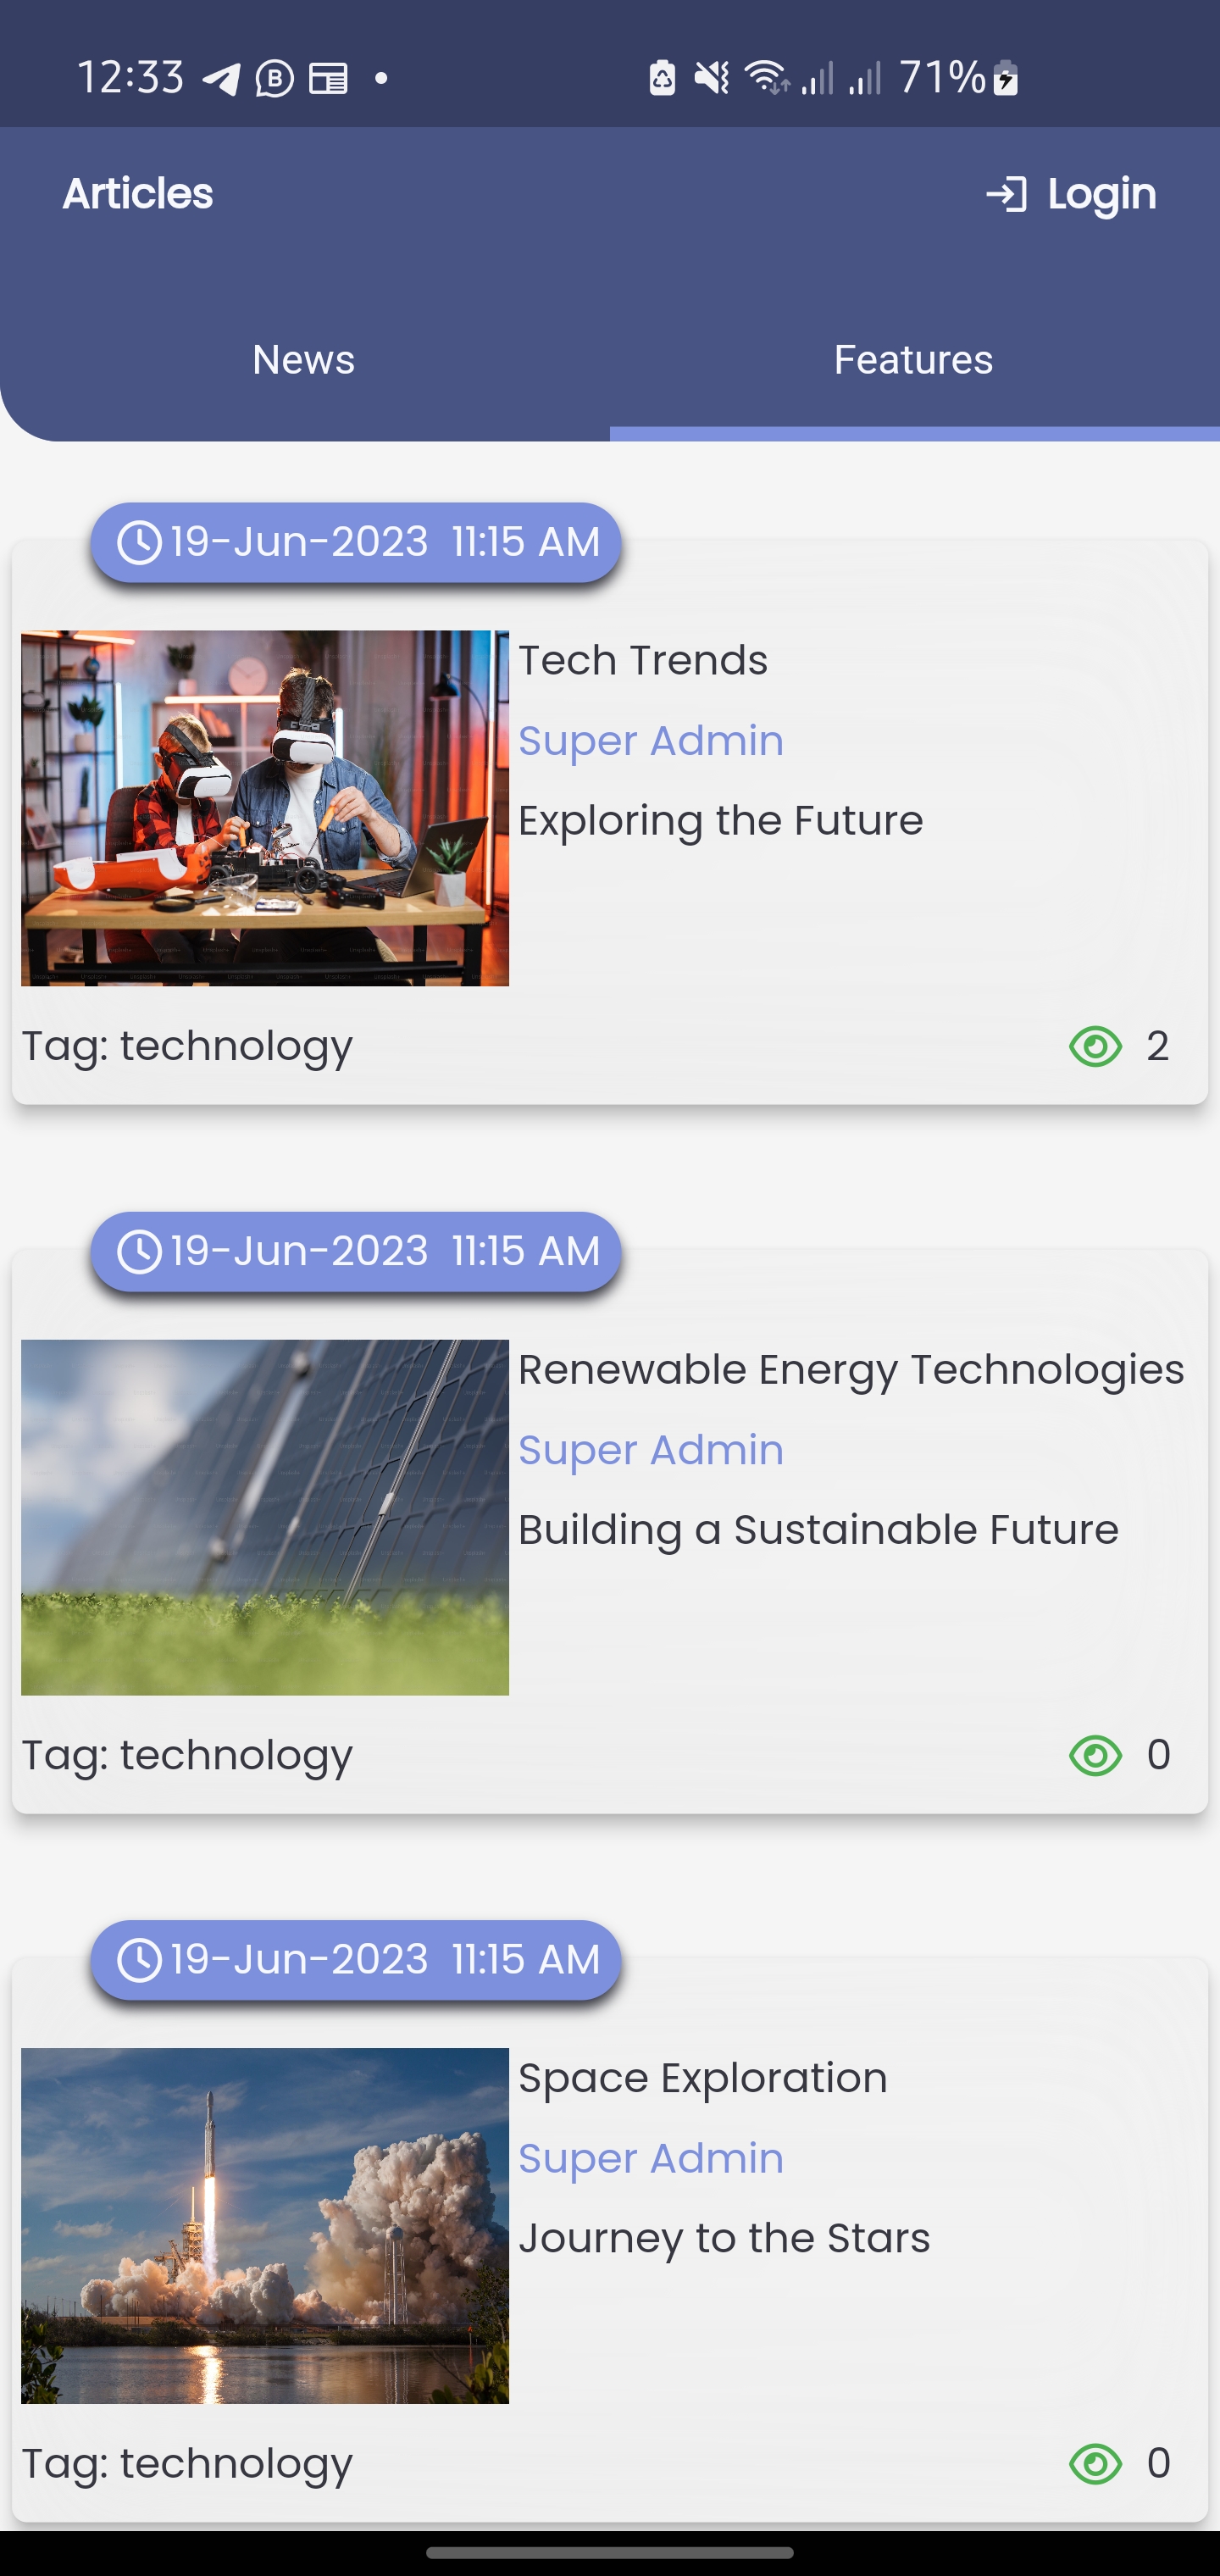 12:33 71%
Articles Login
News Features
19-Jun-2023 11:15 AM
Tech Trends
Super Admin
Exploring the Future
Tag: technology 2
19-Jun-2023 11:15 AM
Renewable Energy Technologies
Super Admin
Building a Sustainable Future
Tag: technology 0
19-Jun-2023 11:15 AM
Space Exploration
Super Admin
Journey to the Stars
Tag: technology 0